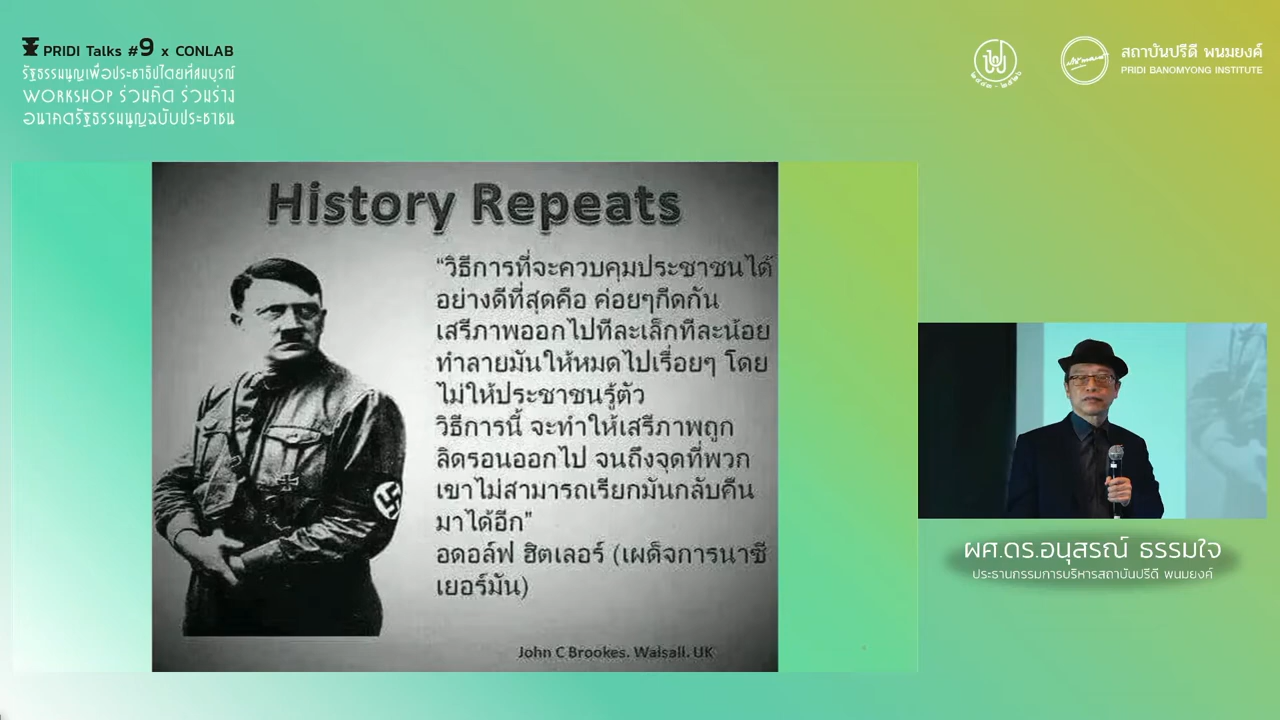 PRIDI Talks #9 x CONLAB
รัฐธรรมนูญเพื่อประชาธิปไตยที่สมบูรณ์
WORKSHOP ร่วมคิด ร่วมร่าง
อนาคตรัฐธรรมนูญฉบับประชาชน
สถาบันปรีดี พนมยงค์
PRIDI BANOMYONG INSTITUTE
History Repeats
“วิธีการที่จะควบคุมประชาชนได้
อย่างดีที่สุดคือ ค่อยๆกีดกัน
เสรีภาพออกไปทีละเล็กทีละน้อย
ทำลายมันให้หมดไปเรื่อยๆ โดย
ไม่ให้ประชาชนรู้ตัว
วิธีการนี้ จะทำให้เสรีภาพถูก
ลิดรอนออกไป จนถึงจุดที่พวก
เขาไม่สามารถเรียกมันกลับคืน
มาได้อีก”
อดอล์ฟ ฮิตเลอร์ (เผด็จการนาซี
เยอร์มัน)
John C Brookes. Walsall. UK
ผศ.ดร.อนุสรณ์ ธรรมใจ
ประธานกรรมการบริหารสถาบันปรีดี พนมยงค์